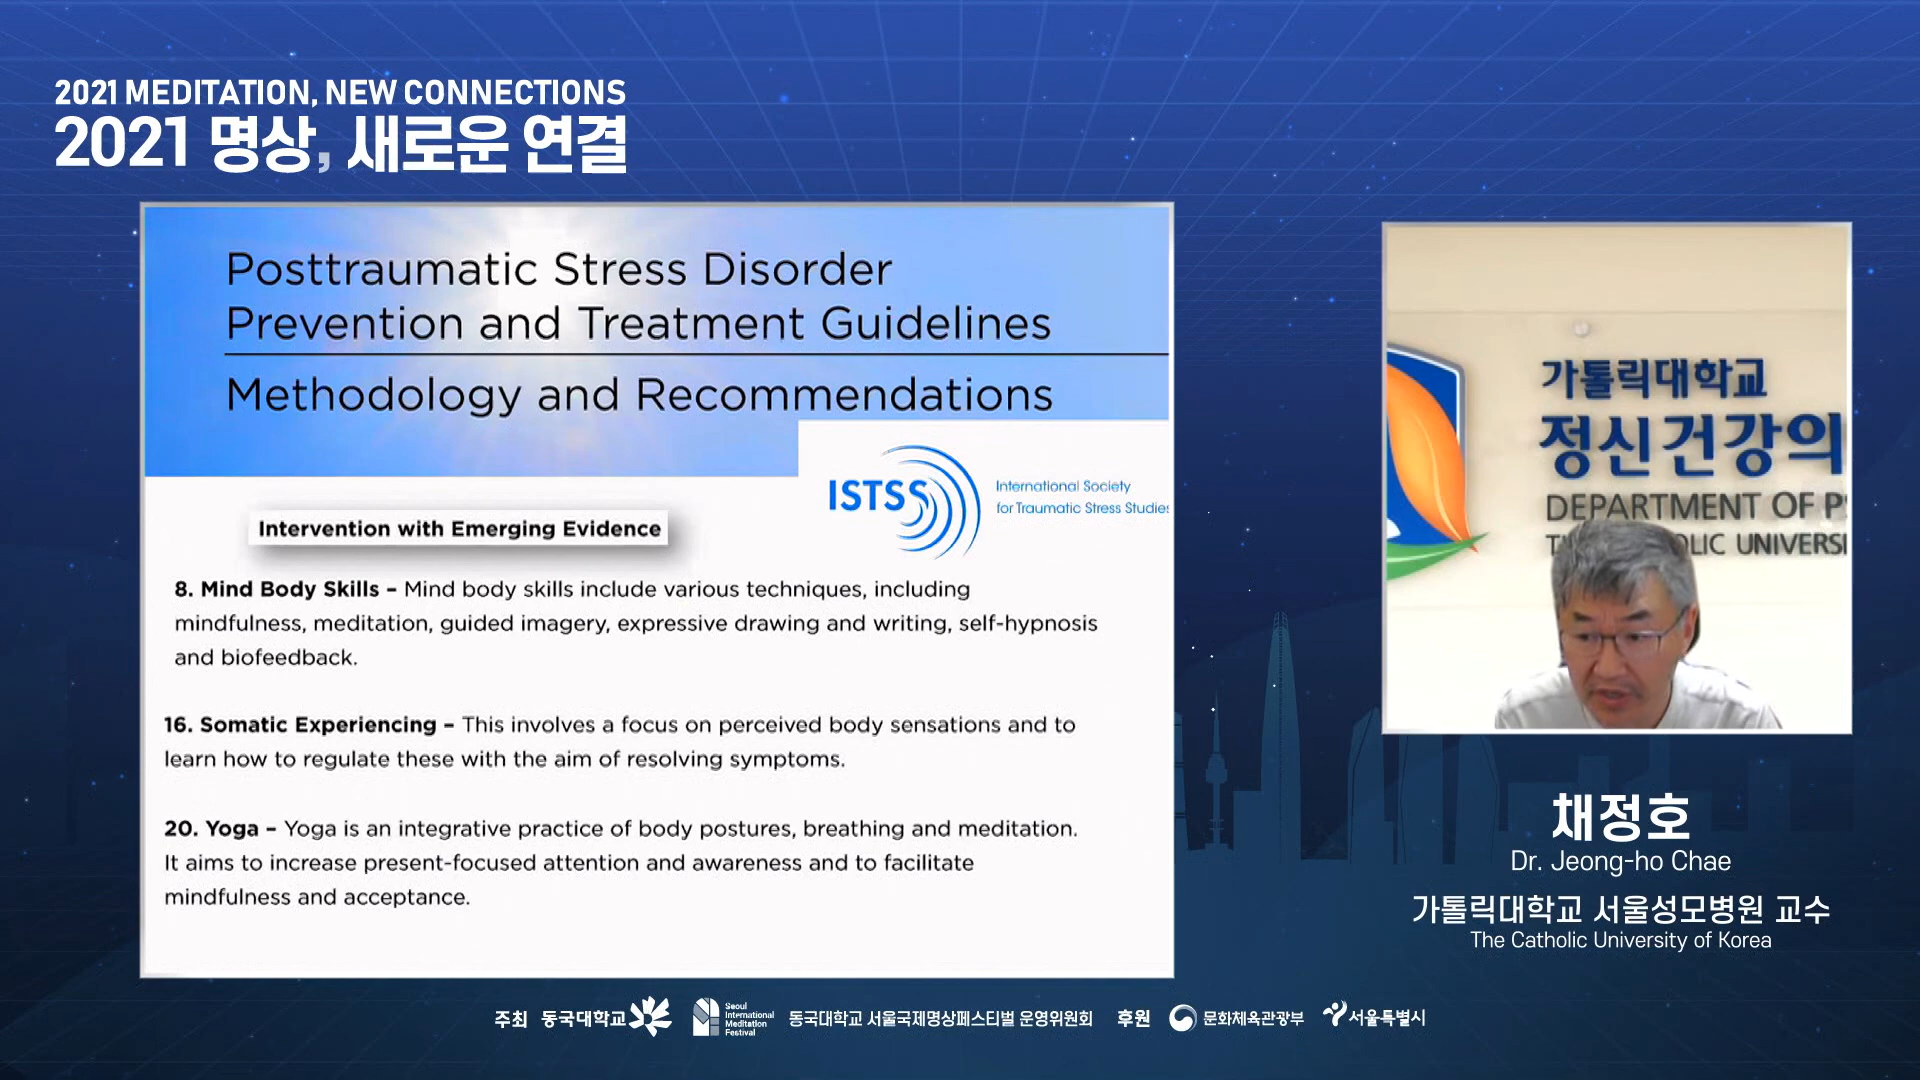 2021 MEDITATION, NEW CONNECTIONS
2021 명상, 새로운 연결
Posttraumatic Stress Disorder
Prevention and Treatment Guidelines
Methodology and Recommendations
ISTSS
International Society
for Traumatic Stress Studies
Intervention with Emerging Evidence
8. Mind Body Skills – Mind body skills include various techniques, including
mindfulness, meditation, guided imagery, expressive drawing and writing, self-hypnosis
and biofeedback.
16. Somatic Experiencing – This involves a focus on perceived body sensations and to
learn how to regulate these with the aim of resolving symptoms.
20. Yoga – Yoga is an integrative practice of body postures, breathing and meditation.
It aims to increase present-focused attention and awareness and to facilitate
mindfulness and acceptance.
가톨릭대학교
정신건강의
DEPARTMENT OF
채정호
Dr. Jeong-ho Chae
가톨릭대학교 서울성모병원 교수
The Catholic University of Korea
주최 동국대학교
Seoul
International
Meditation
Festival
동국대학교 서울국제명상페스티벌 운영위원회
후원 문화체육관광부 서울특별시